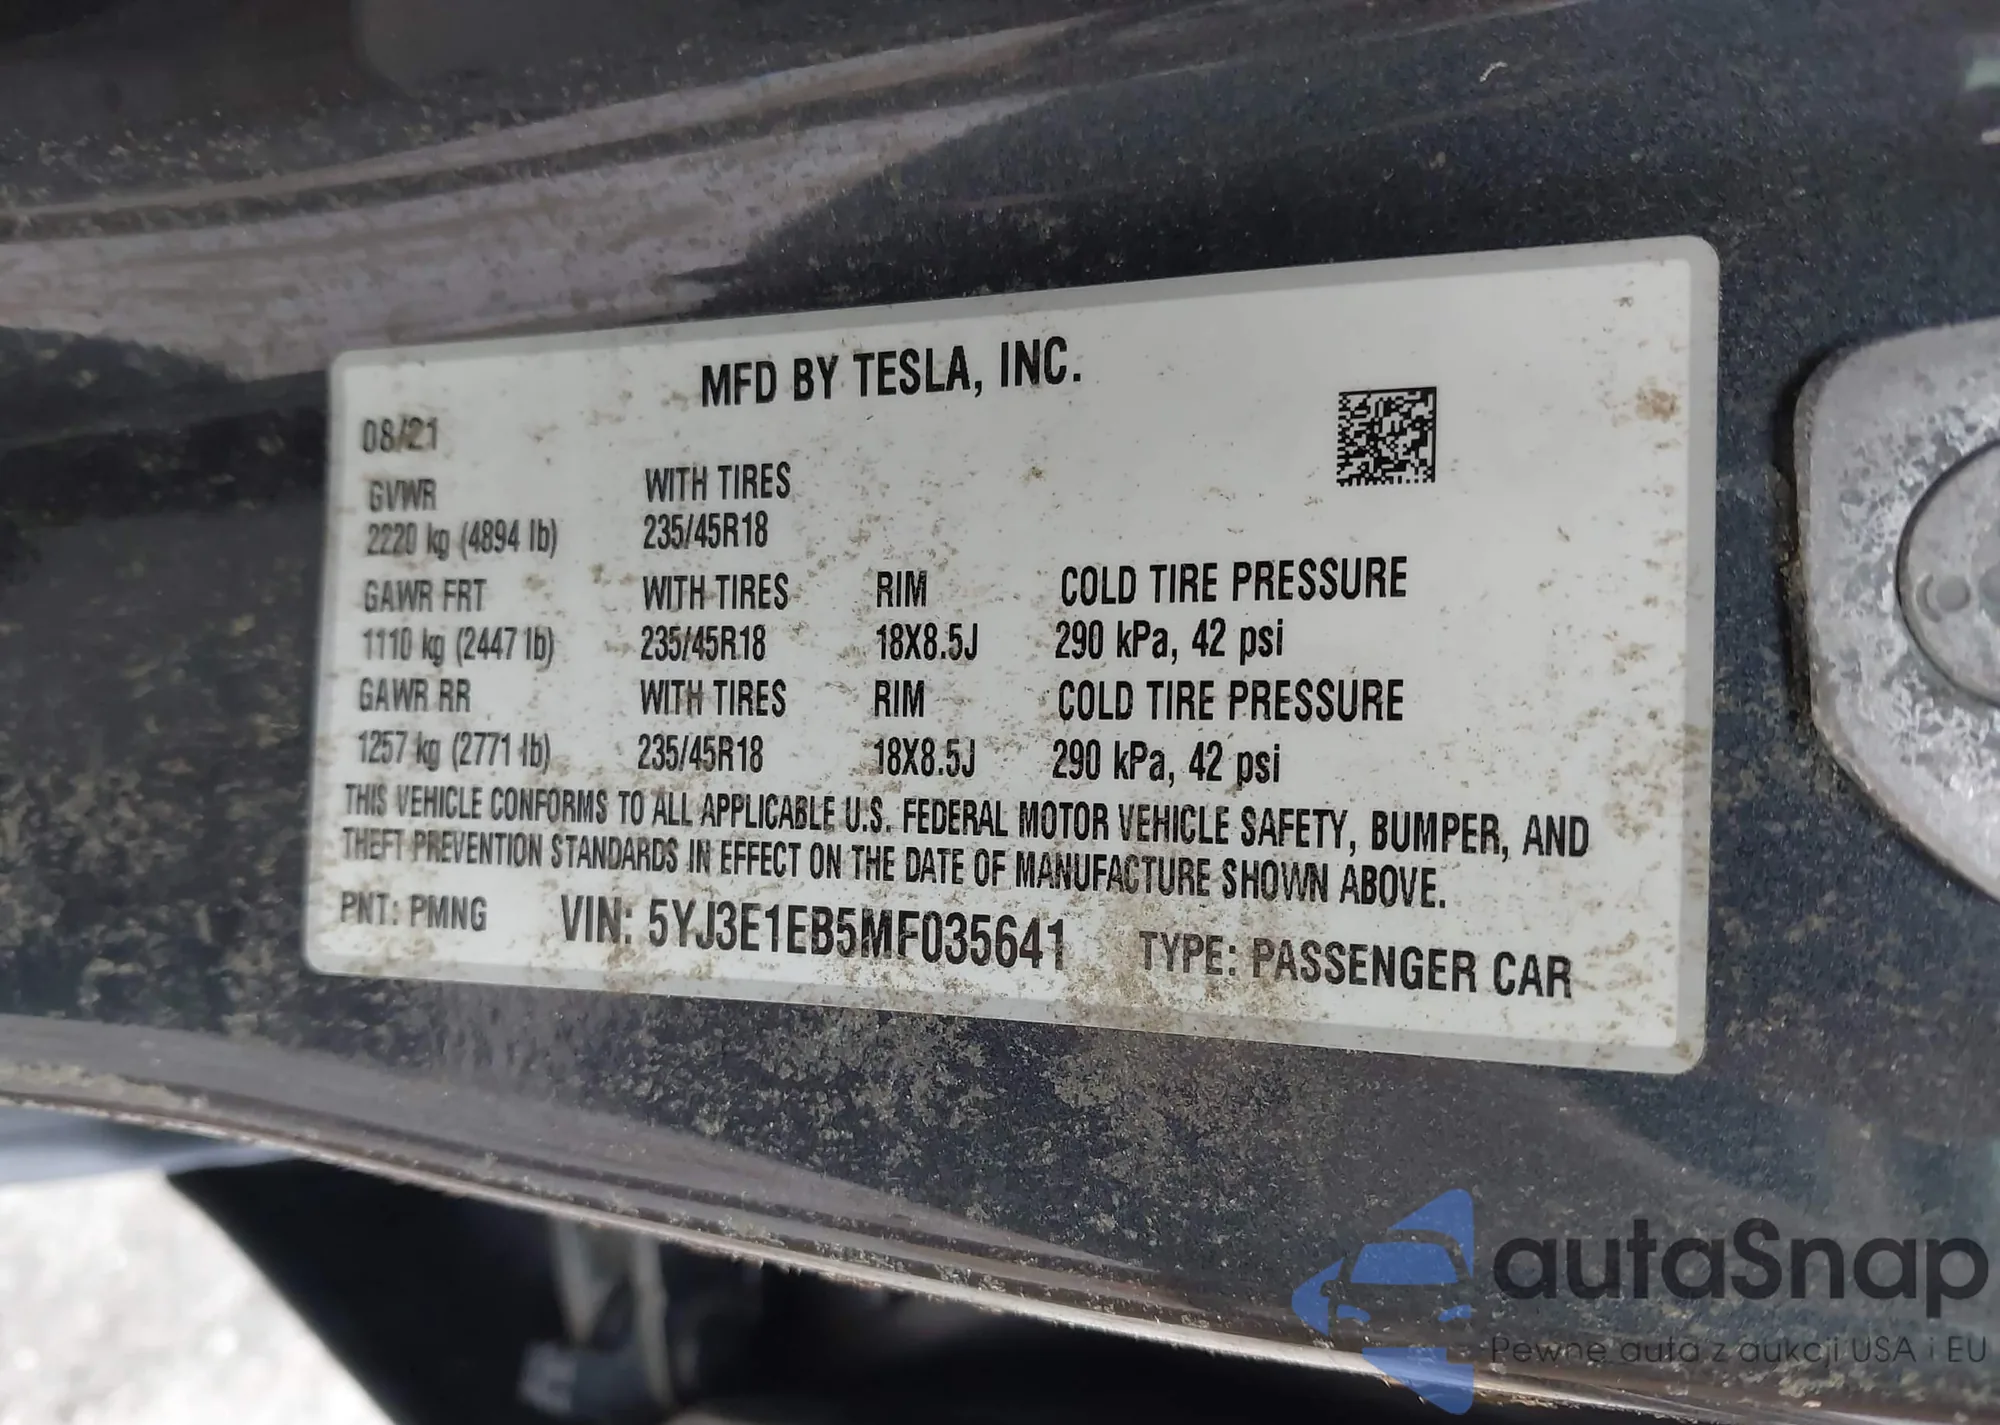 MFD BY TESLA, INC.
08/21
GVWR WITH TIRES
2220 kg (4894 lb) 235/45R18
GAWR FRT WITH TIRES RIM COLD TIRE PRESSURE
1110 kg (2447 lb) 235/45R18 18X8.5J 290 kPa, 42 psi
GAWR RR WITH TIRES RIM COLD TIRE PRESSURE
1257 kg (2771 lb) 235/45R18 18X8.5J 290 kPa, 42 psi
THIS VEHICLE CONFORMS TO ALL APPLICABLE U.S. FEDERAL MOTOR VEHICLE SAFETY, BUMPER, AND
THEFT PREVENTION STANDARDS IN EFFECT ON THE DATE OF MANUFACTURE SHOWN ABOVE.
PNT: PMNG VIN: 5YJ3E1EB5MF035641 TYPE: PASSENGER CAR
autaSnap
Pewne auta z aukcji USA i EU